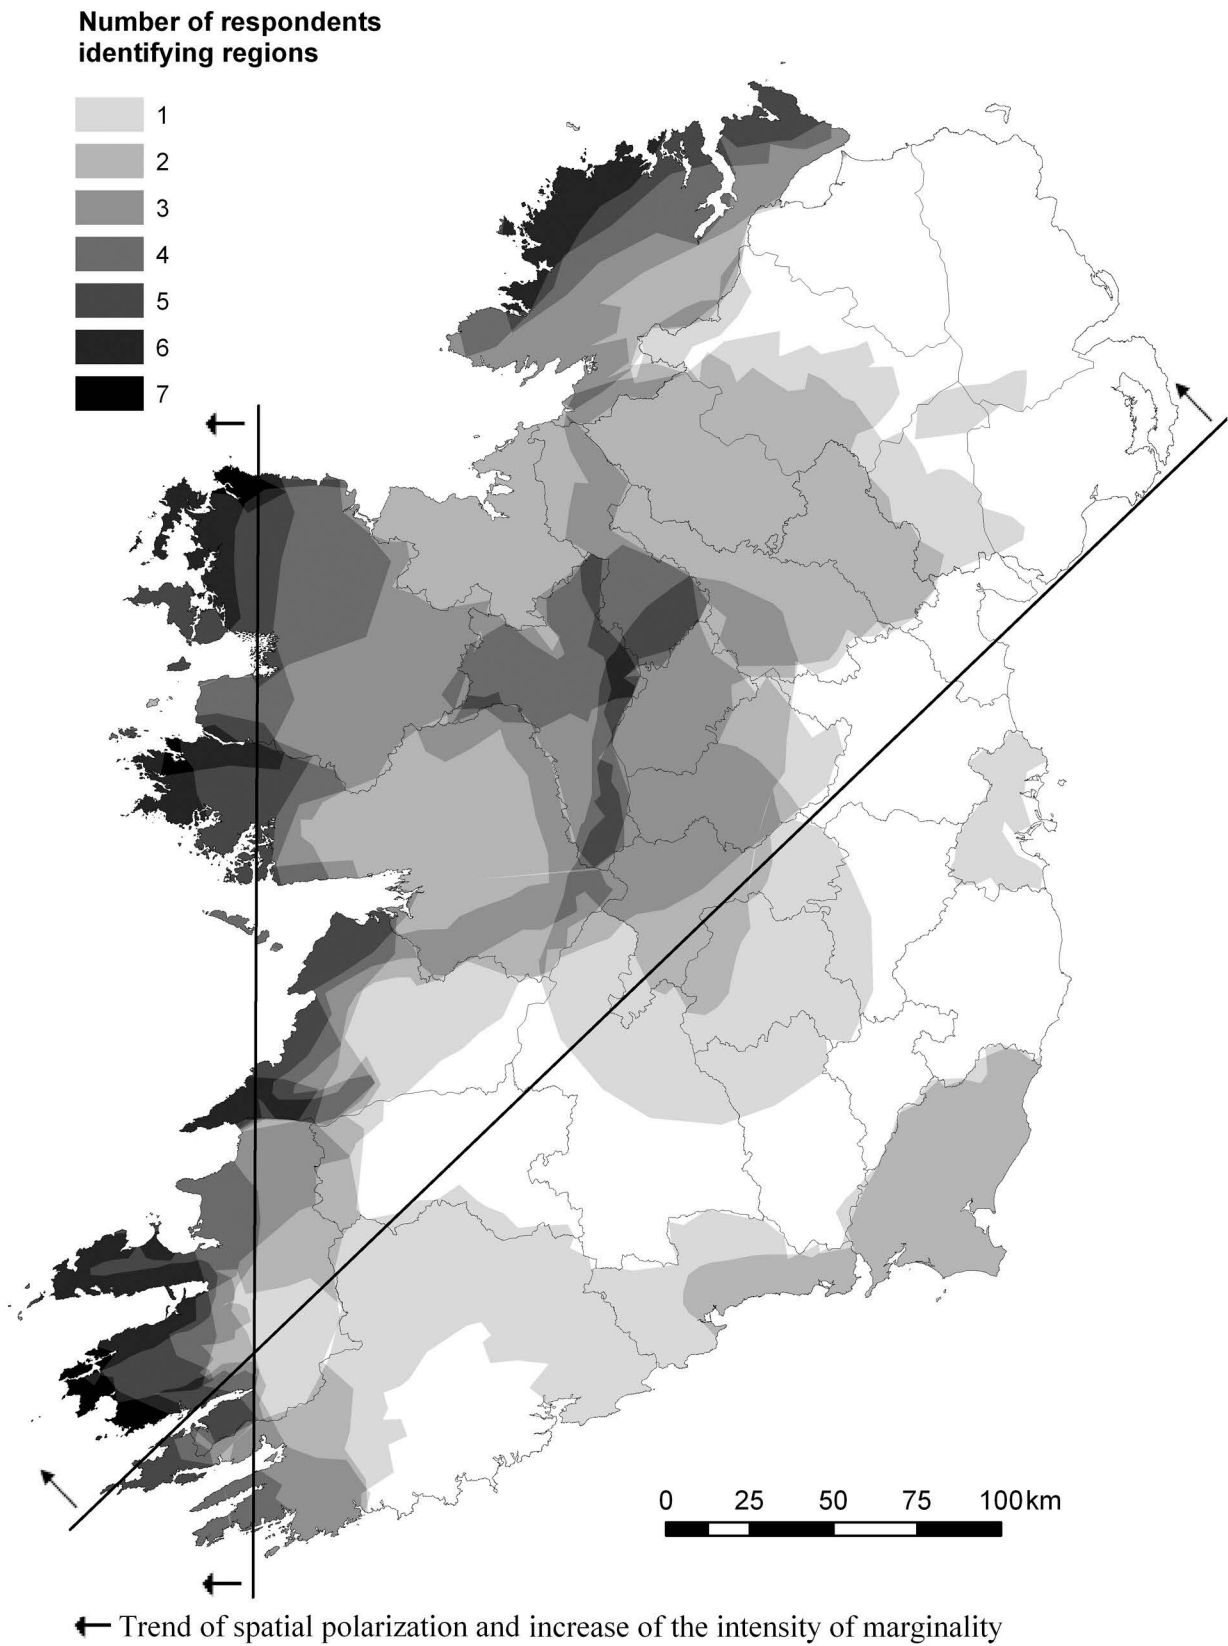 Number of respondents
identifying regions
1
2
3
4
5
6
7
0 25 50 75 100km
Trend of spatial polarization and increase of the intensity of marginality